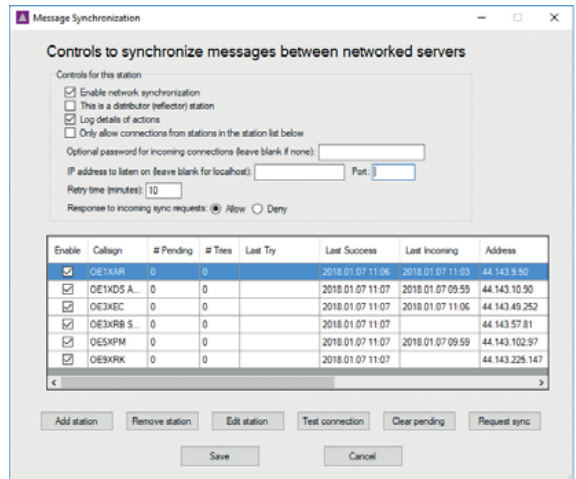 Message Synchronization
Controls to synchronize messages between networked servers
Controls for this station
Enable network synchronization
This is a distributor (reflector) station
Log details of actions
Only allow connections from stations in the station list below
Optional password for incoming connections (leave blank if none):
IP address to listen on (leave blank for localhost): Port:
Retry time (minutes): 10
Response to incoming sync requests: Allow Deny
Enable Callsign # Pending # Tries Last Try Last Success Last Incoming Address
OE1XAR 0 0 2018.01.07 11:06 2018.01.07 11:03 44.143.9.50
OE1XDS A... 0 0 2018.01.07 11:07 2018.01.07 09:59 44.143.10.90
OE3XEC 0 0 2018.01.07 11:07 2018.01.07 11:06 44.143.49.252
OE3XRB S... 0 0 2018.01.07 11:07 44.143.57.81
OE5XPM 0 0 2018.01.07 11:07 2018.01.07 09:59 44.143.102.97
OE9XRK 0 0 2018.01.07 11:07 44.143.225.147
Add station Remove station Edit station Test connection Clear pending Request sync
Save Cancel